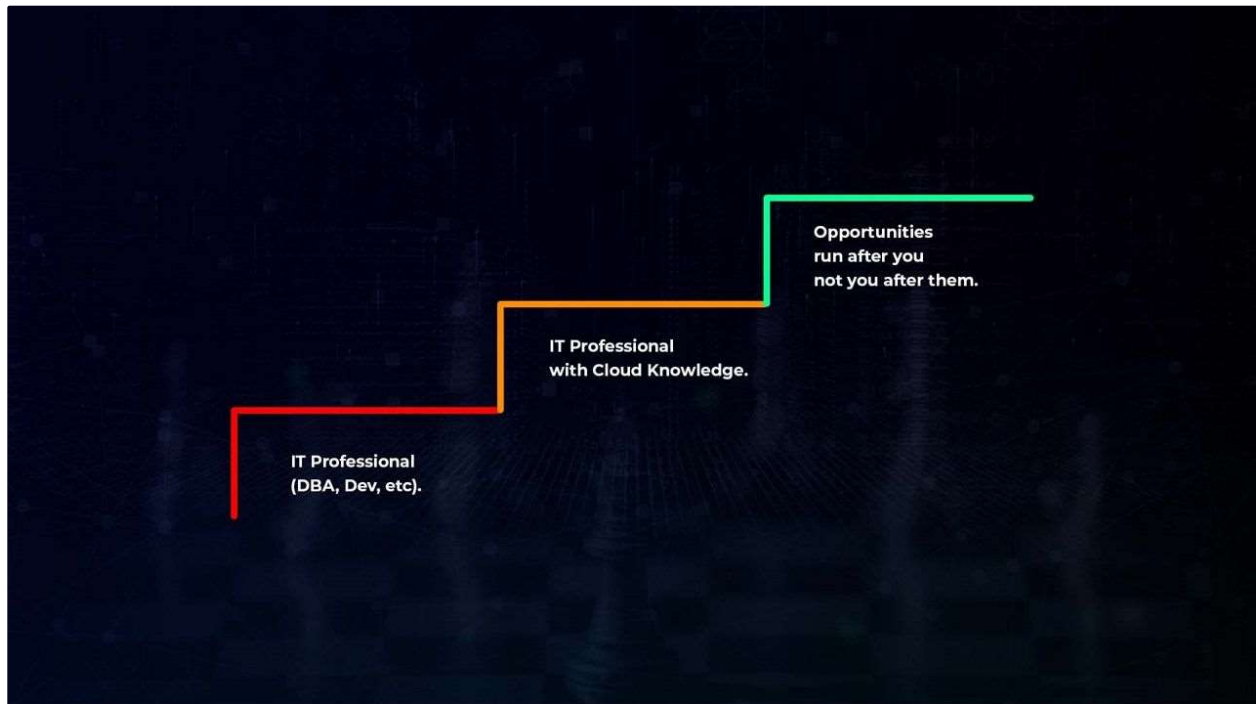 Opportunities
run after you
not you after them.
IT Professional
with Cloud Knowledge.
IT Professional
(DBA, Dev, etc).